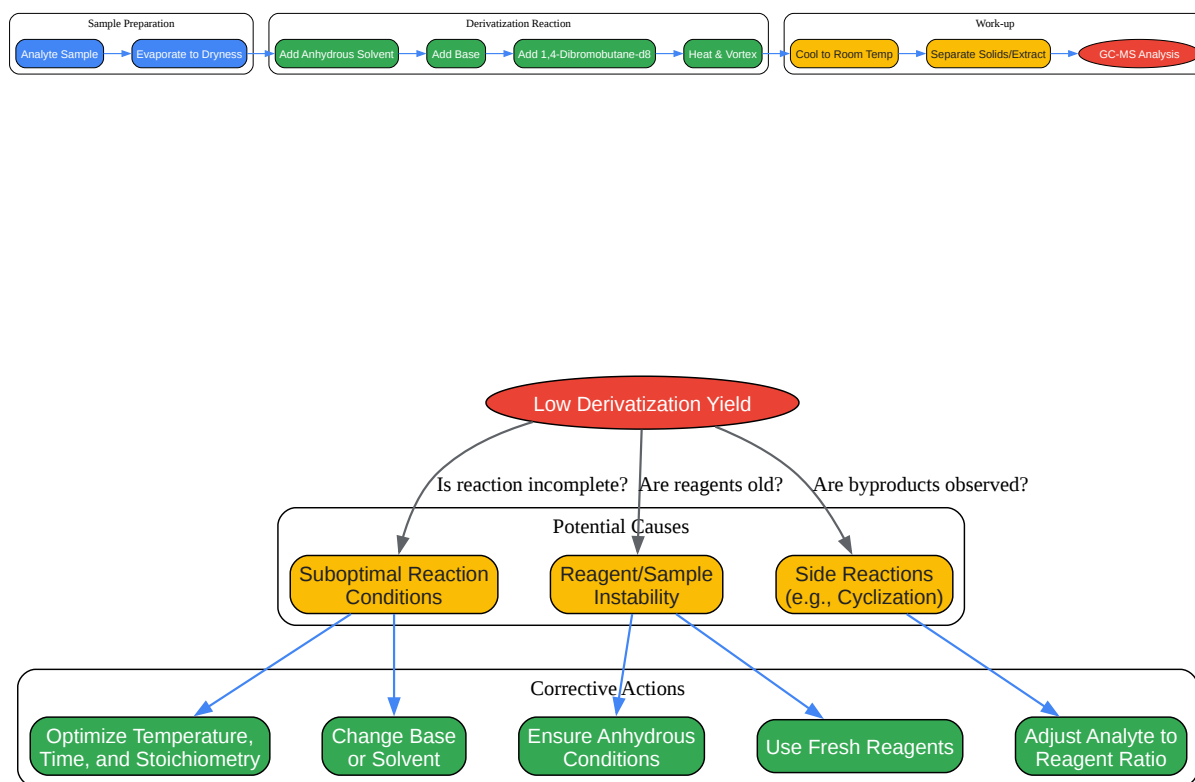 Sample Preparation
Derivatization Reaction
Work-up
Analyte Sample
Evaporate to Dryness
Add Anhydrous Solvent
Add Base
Add 1,4-Dibromobutane-d8
Heat & Vortex
Cool to Room Temp
Separate Solids/Extract
GC-MS Analysis
Low Derivatization Yield
Is reaction incomplete?
Are reagents old?
Are byproducts observed?
Potential Causes
Suboptimal Reaction
Conditions
Reagent/Sample
Instability
Side Reactions
(e.g., Cyclization)
Corrective Actions
Optimize Temperature,
Time, and Stoichiometry
Change Base
or Solvent
Ensure Anhydrous
Conditions
Use Fresh Reagents
Adjust Analyte to
Reagent Ratio